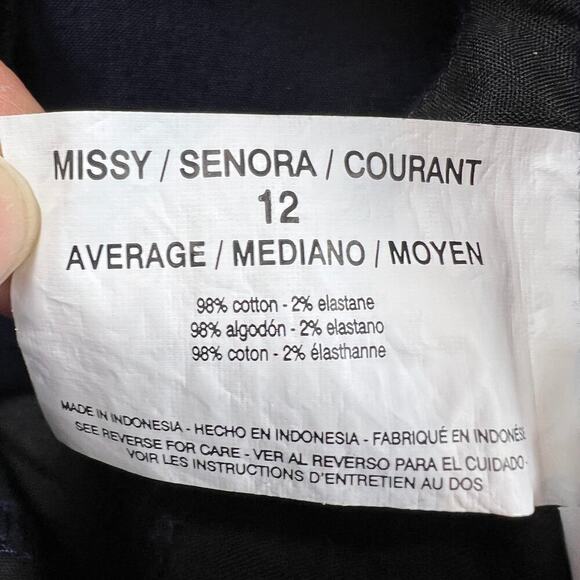 MISSY / SENORA / COURANT
12
AVERAGE / MEDIANO / MOYEN
98% cotton - 2% elastane
98% algodón - 2% elastano
98% coton - 2% élasthanne
MADE IN INDONESIA - HECHO EN INDONESIA - FABRIQUÉ EN INDONÉSIE
SEE REVERSE FOR CARE - VER AL REVERSO PARA EL CUIDADO -
VOIR LES INSTRUCTIONS D'ENTRETIEN AU DOS